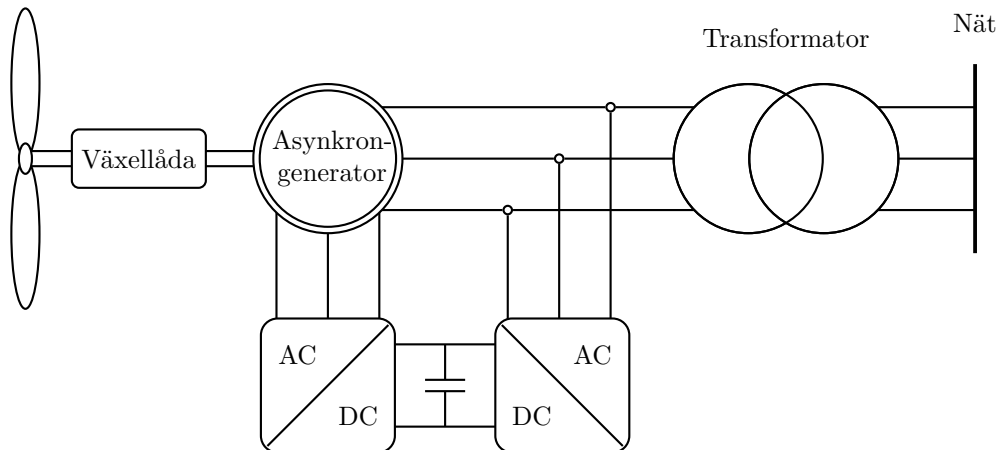 Nät
Transformator
Växellåda
Asynkron-
generator
AC
DC
AC
DC